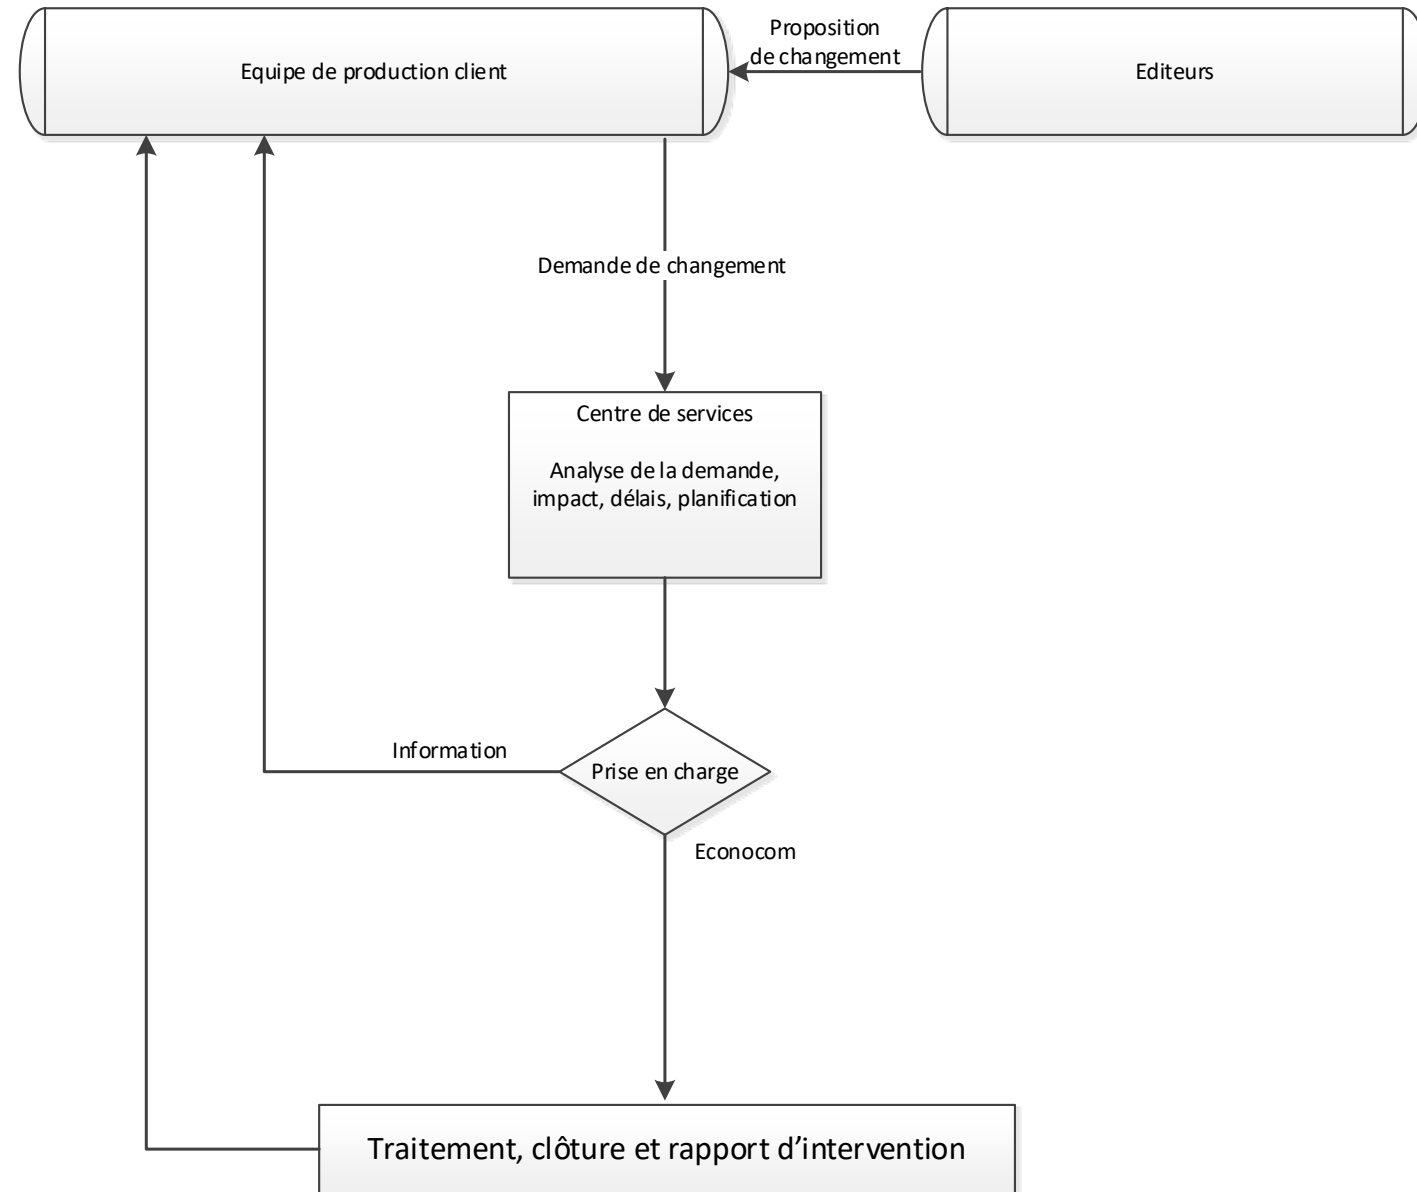 Proposition
de changement
Equipe de production client
Editeurs
Demande de changement
Centre de services
Analyse de la demande,
impact, délais, planification
Information
Prise en charge
Econocom
Traitement, clôture et rapport d’intervention